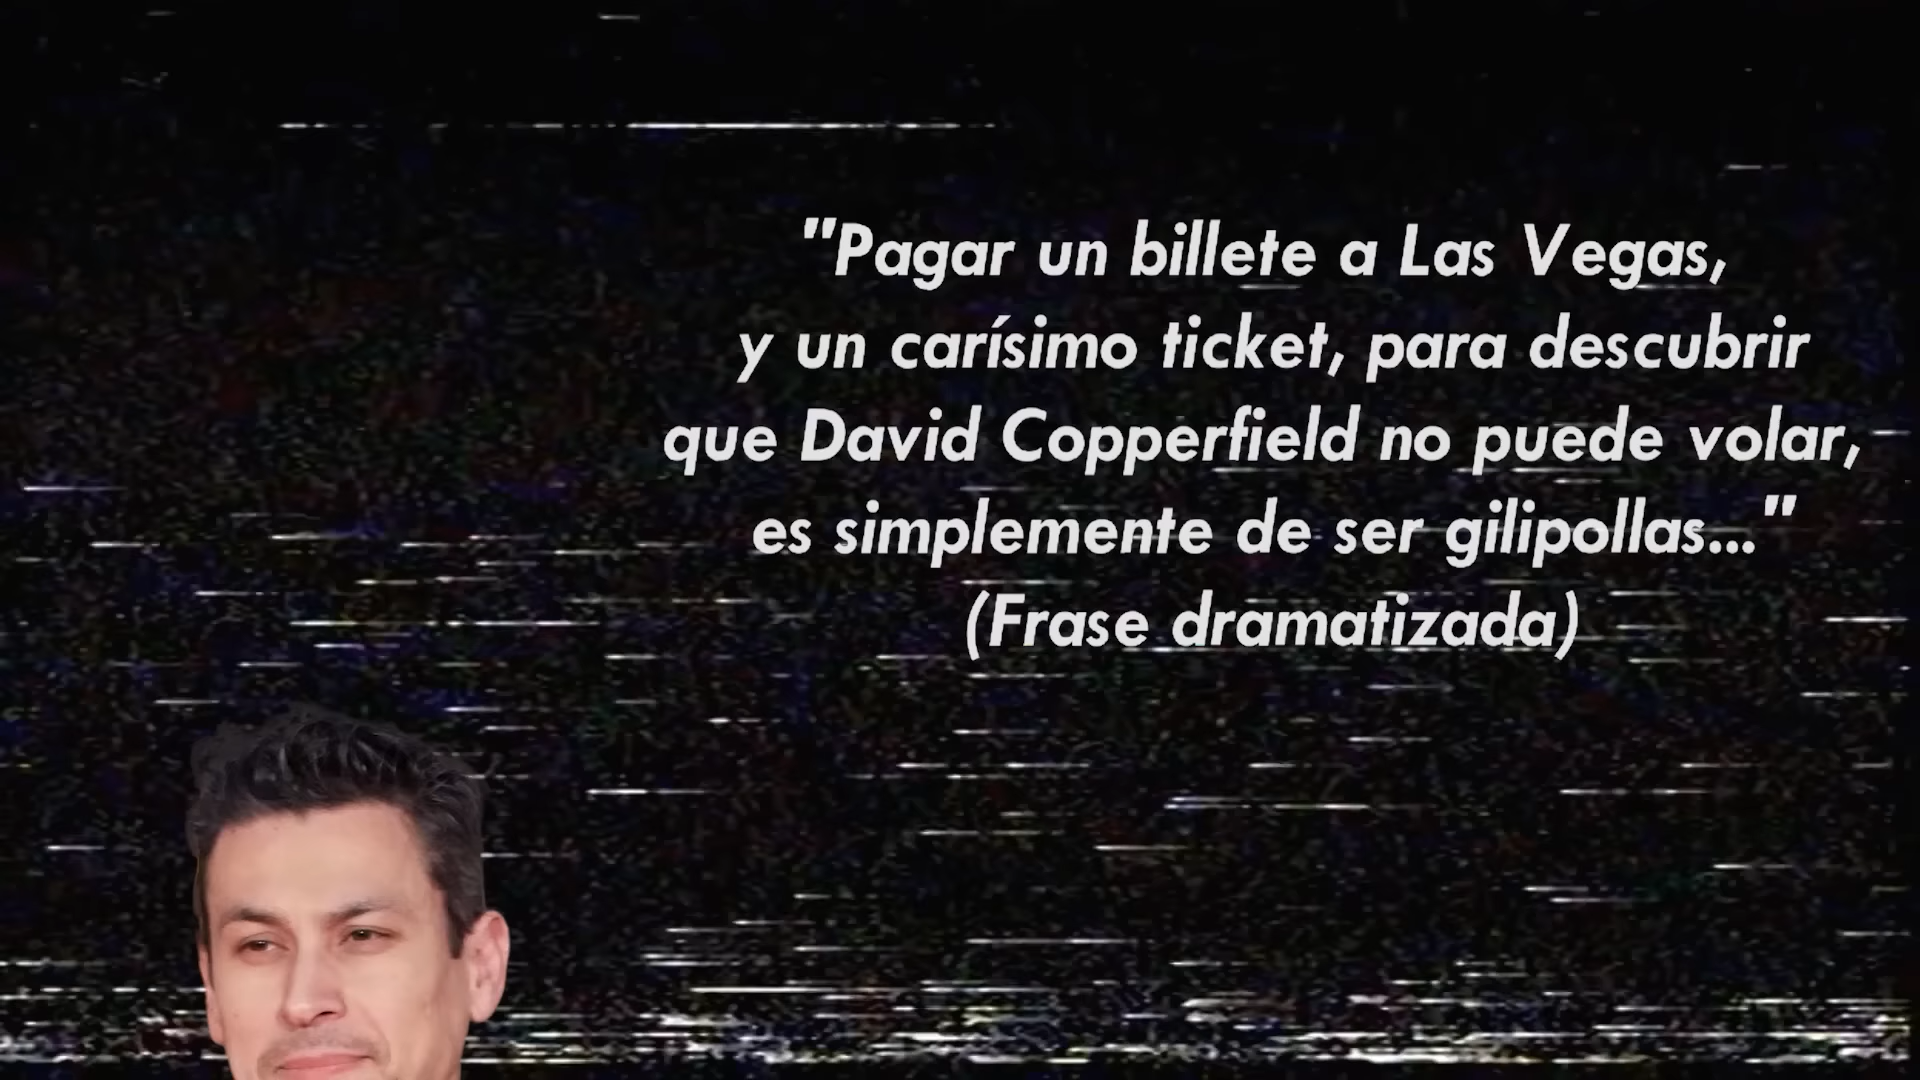 "Pagar un billete a Las Vegas,
y un carísimo ticket, para descubrir
que David Copperfield no puede volar,
es simplemente de ser gilipollas..."
(Frase dramatizada)